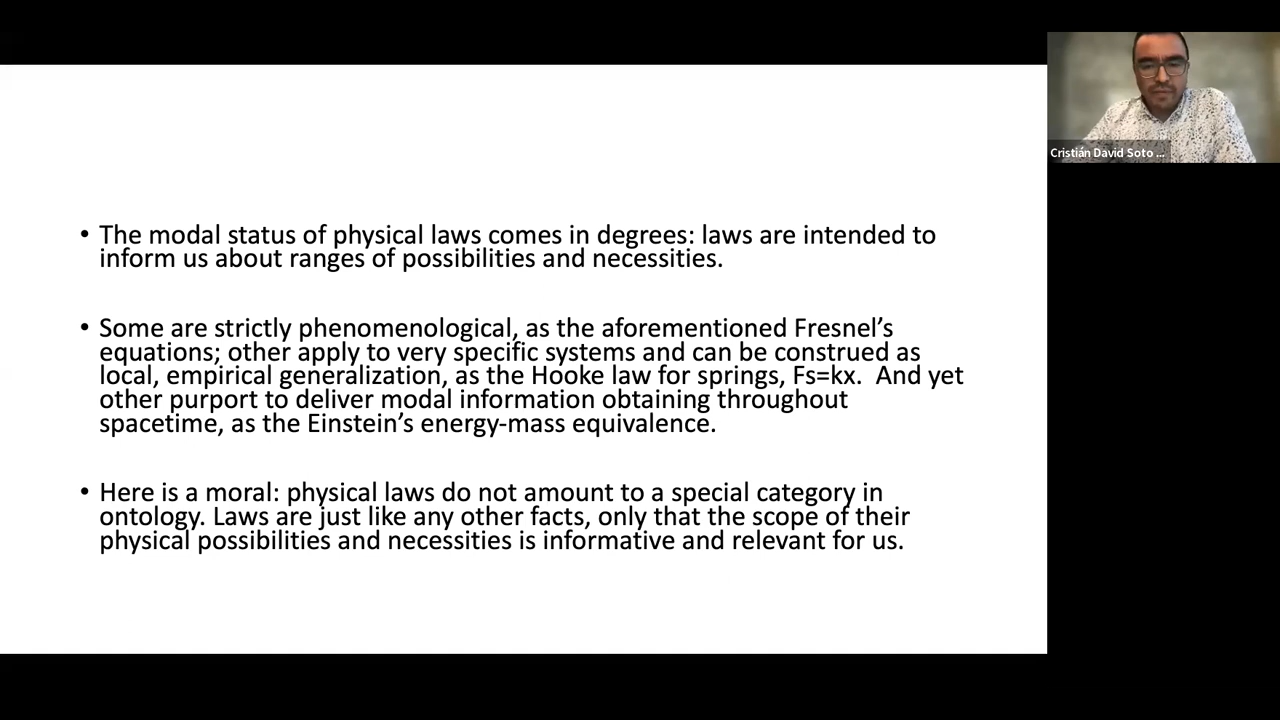 • The modal status of physical laws comes in degrees: laws are intended to
inform us about ranges of possibilities and necessities.
• Some are strictly phenomenological, as the aforementioned Fresnel’s
equations; other apply to very specific systems and can be construed as
local, empirical generalization, as the Hooke law for springs, Fs=kx.  And yet
other purport to deliver modal information obtaining throughout
spacetime, as the Einstein’s energy-mass equivalence.
• Here is a moral: physical laws do not amount to a special category in
ontology. Laws are just like any other facts, only that the scope of their
physical possibilities and necessities is informative and relevant for us.
Cristián David Soto ...